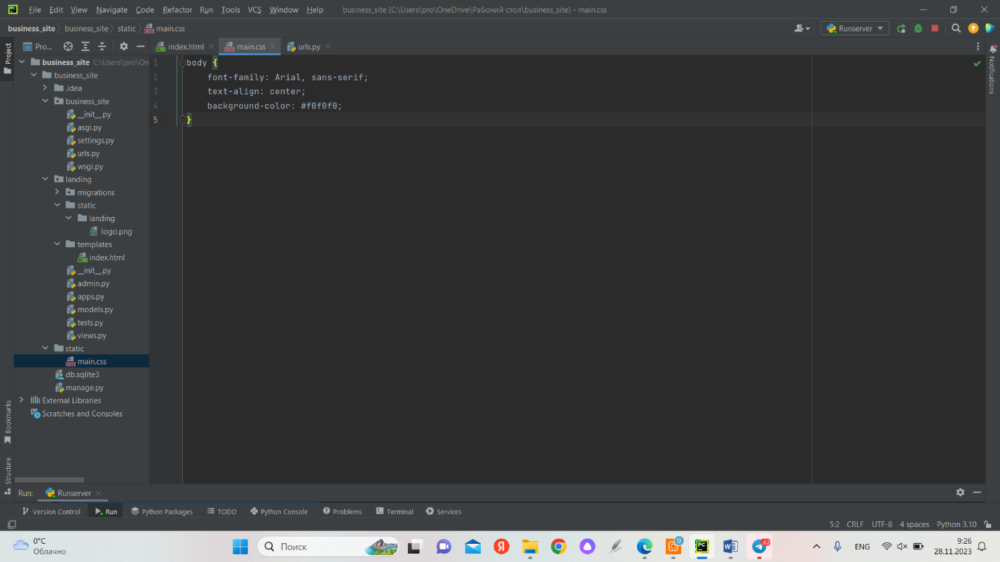 File Edit View Navigate Code Refactor Run Tools VCS Window Help business_site [C:\Users\pro\OneDrive\Рабочий стол\business_site] - main.css
business_site business_site static main.css
Runserver
Pro...
index.html main.css urls.py
Project
Notifications
business_site C:\Users\pro\On
business_site
.idea
business_site
__init__.py
asgi.py
settings.py
urls.py
wsgi.py
landing
migrations
static
landing
logo.png
templates
index.html
__init__.py
admin.py
apps.py
models.py
tests.py
views.py
static
main.css
db.sqlite3
manage.py
External Libraries
Scratches and Consoles
1 body {
2 font-family: Arial, sans-serif;
3 text-align: center;
4 background-color: #f0f0f0;
5 }
Bookmarks
Structure
Run: Runserver
Version Control Run Python Packages TODO Python Console Problems Terminal Services
5:2 CRLF UTF-8 4 spaces Python 3.10
0°C
Облачно
Поиск
9
PC
W
62
ENG
9:26
28.11.2023